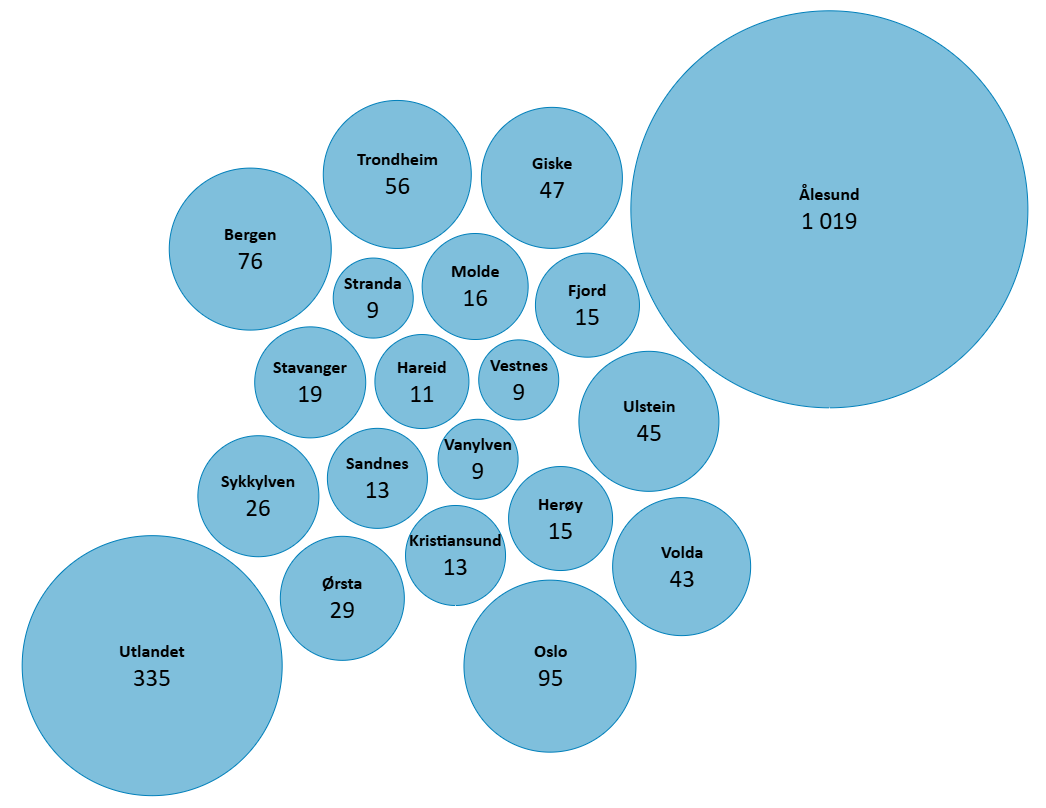 Trondheim
56
Giske
47
Ålesund
1 019
Bergen
76
Stranda
9
Molde
16
Fjord
15
Stavanger
19
Hareid
11
Vestnes
9
Ulstein
45
Sykkylven
26
Sandnes
13
Vanylven
9
Herøy
15
Kristiansund
13
Volda
43
Ørsta
29
Utlandet
335
Oslo
95